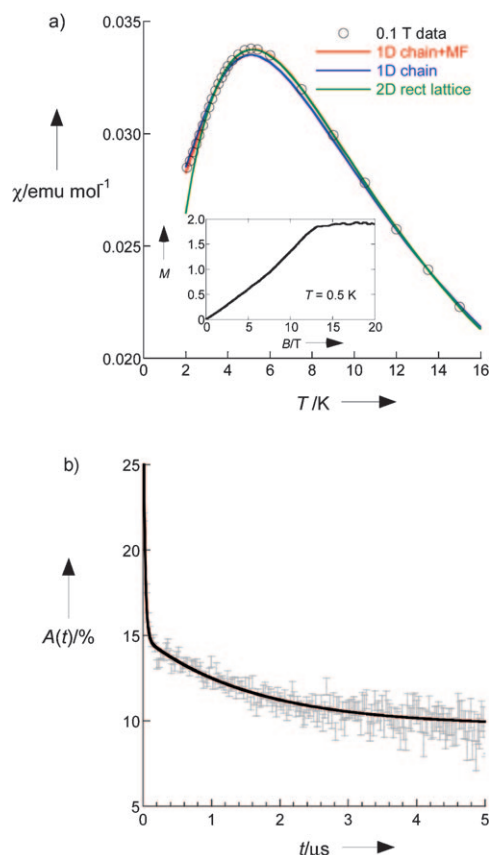 a)
0.035
0.1 T data
1D chain+MF
1D chain
2D rect lattice
0.030
χ/emu mol⁻¹
2.0
1.5
M
1.0
0.5
0
T = 0.5 K
0.025
0 5 10 15 20
B/T
0.020
0 2 4 6 8 10 12 14 16
T /K
b)
25
20
A(t)/%
15
10
5
0 1 2 3 4 5
t/μs